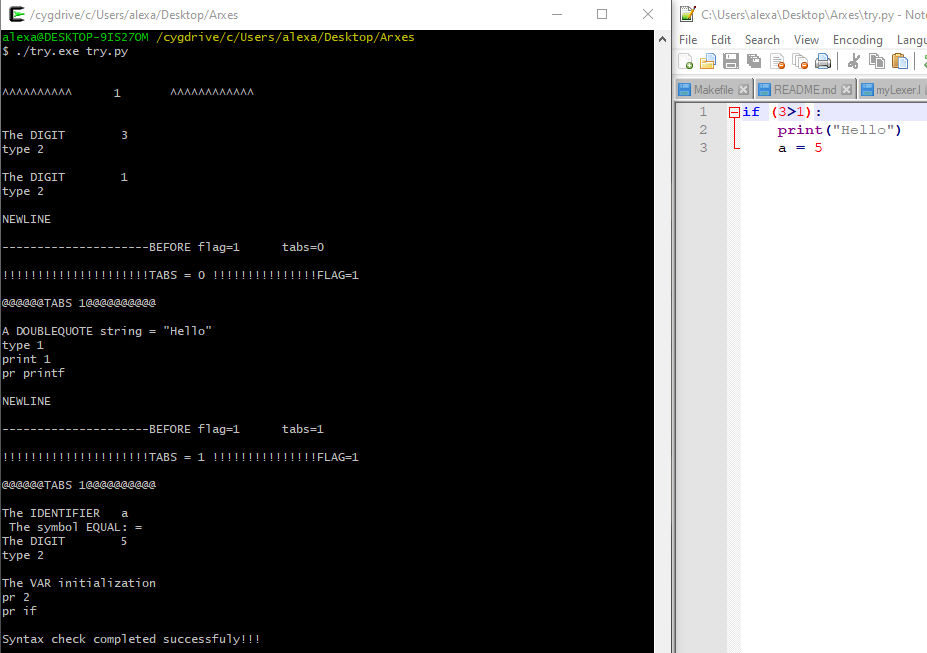 /cygdrive/c/Users/alexa/Desktop/Arxes
alexa@DESKTOP-9IS27OM /cygdrive/c/Users/alexa/Desktop/Arxes
$ ./try.exe try.py
^^^^^^^^^^ 1 ^^^^^^^^^^^^
The DIGIT 3
type 2
The DIGIT 1
type 2
NEWLINE
---------------------BEFORE flag=1 tabs=0
!!!!!!!!!!!!!!!!!!!!!TABS = 0 !!!!!!!!!!!!!!!FLAG=1
@@@@@@TABS 1@@@@@@@@@@
A DOUBLEQUOTE string = "Hello"
type 1
print 1
pr printf
NEWLINE
---------------------BEFORE flag=1 tabs=1
!!!!!!!!!!!!!!!!!!!!!TABS = 1 !!!!!!!!!!!!!!!FLAG=1
@@@@@@TABS 1@@@@@@@@@@
The IDENTIFIER a
The symbol EQUAL: =
The DIGIT 5
type 2
The VAR initialization
pr 2
pr if
Syntax check completed successfuly!!!
C:\Users\alexa\Desktop\Arxes\try.py - Note
File Edit Search View Encoding Langu
Makefile README.md myLexer.l
1 if (3>1):
2 print("Hello")
3 a = 5